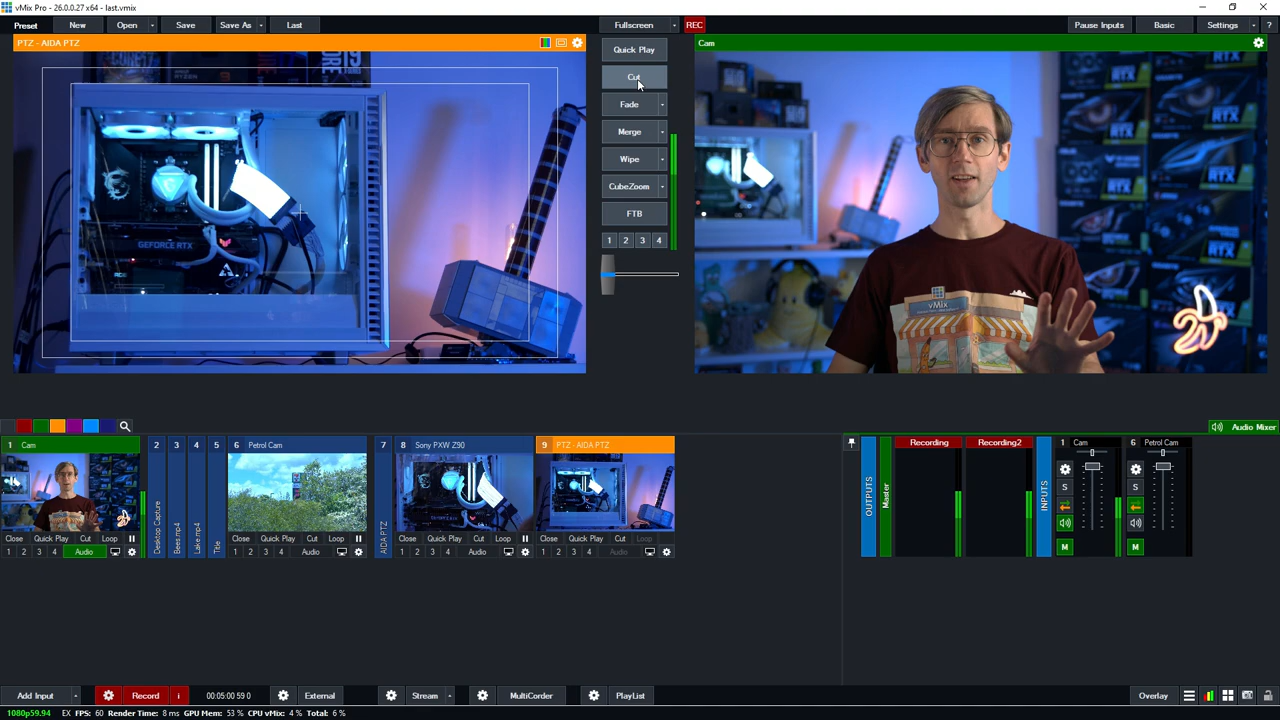 vMix Pro - 26.0.0.27 x64 - last.vmix
Preset New Open Save Save As Last Fullscreen REC Pause Inputs Basic Settings ?
PTZ - AIDA PTZ
Cam
Quick Play
Cut
Fade
Merge
Wipe
CubeZoom
FTB
1 2 3 4
GEFORCE RTX
vMix
1 Cam
2 Desktop Capture
3 Bees.mp4
4 Lake.mp4
5 Title
6 Petrol Cam
7 AIDA PTZ
8 Sony PXW Z90
9 PTZ - AIDA PTZ
Close Quick Play Cut Loop
1 2 3 4 Audio
Close Quick Play Cut Loop
1 2 3 4 Audio
Close Quick Play Cut Loop
1 2 3 4 Audio
Close Quick Play Cut Loop
1 2 3 4 Audio
Audio Mixer
OUTPUTS
Master
Recording
Recording2
INPUTS
1 Cam
S
M
6 Petrol Cam
S
M
Add Input Record i 00:05:00 59 0 External Stream MultiCorder PlayList Overlay
1080p59.94 EX FPS: 60 Render Time: 8 ms GPU Mem: 53 % CPU vMix: 4 % Total: 6 %